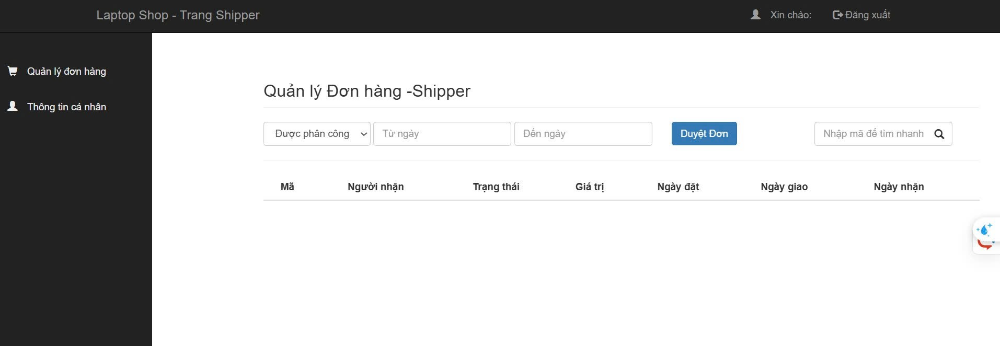 Laptop Shop - Trang Shipper
Xin chào: Đăng xuất
Quản lý đơn hàng
Thông tin cá nhân
Quản lý Đơn hàng -Shipper
Được phân công Từ ngày Đến ngày Duyệt Đơn Nhập mã để tìm nhanh
Mã Người nhận Trạng thái Giá trị Ngày đặt Ngày giao Ngày nhận